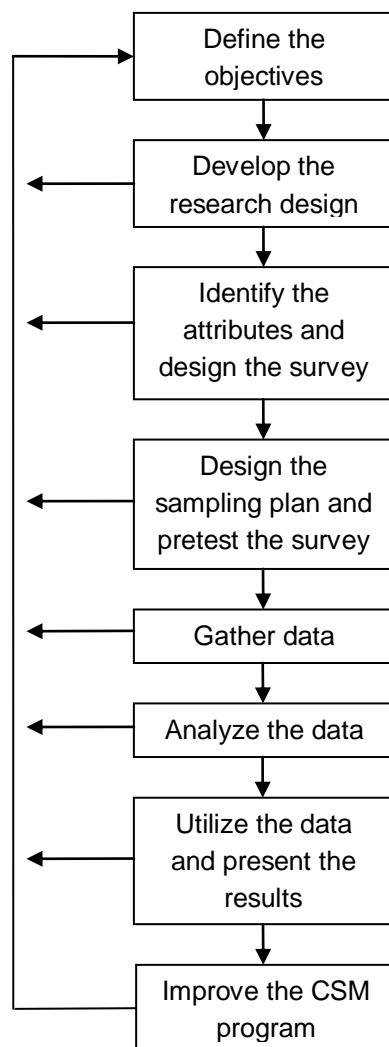 Define the
objectives
Develop the
research design
Identify the
attributes and
design the survey
Design the
sampling plan and
pretest the survey
Gather data
Analyze the data
Utilize the data
and present the
results
Improve the CSM
program